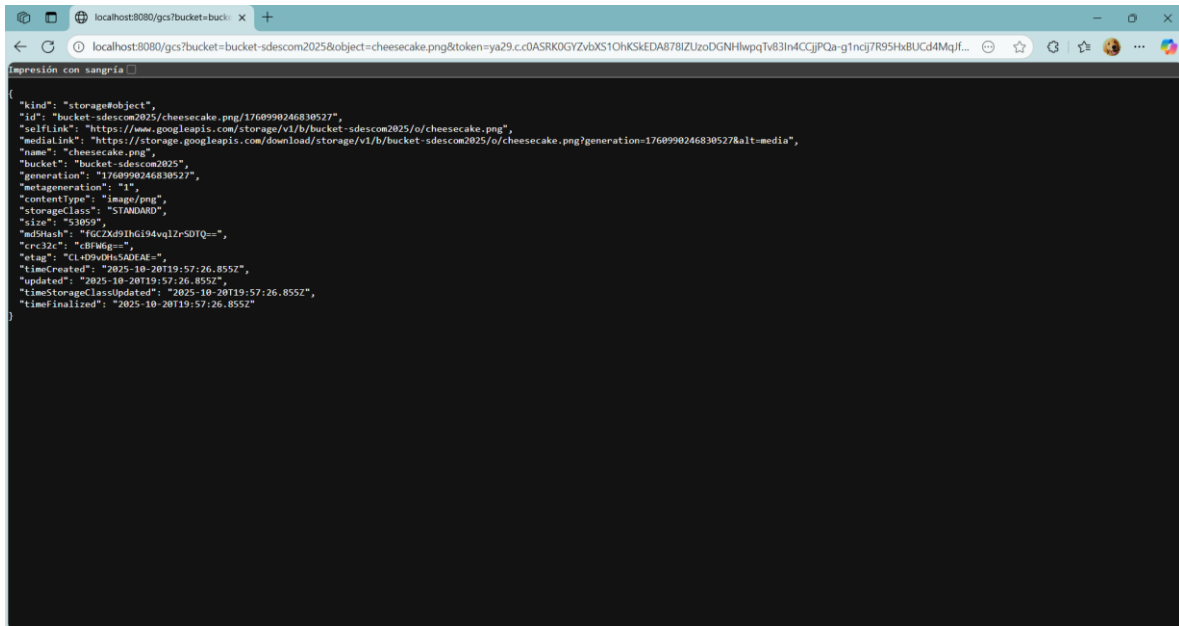 localhost:8080/gcs?bucket=buck
localhost:8080/gcs?bucket=bucket-sdescom2025&object=cheesecake.png&token=
Impresión con sangría
{
"kind": "storage#object",
"id": "bucket-sdescom2025/cheesecake.png/1760990246830527",
"selfLink": "https://www.googleapis.com/storage/v1/b/bucket-sdescom2025/o/cheesecake.png",
"mediaLink": "https://storage.googleapis.com/download/storage/v1/b/bucket-sdescom2025/o/cheesecake.png?generation=1760990246830527&alt=media",
"name": "cheesecake.png",
"bucket": "bucket-sdescom2025",
"generation": "1760990246830527",
"metageneration": "1",
"contentType": "image/png",
"storageClass": "STANDARD",
"size": "53059",
"md5Hash": "fGCZXd9IhGi94vqlZrSDTQ==",
"crc32c": "cBFW6g==",
"etag": "CL+D9vDHs5ADEAE=",
"timeCreated": "2025-10-20T19:57:26.855Z",
"updated": "2025-10-20T19:57:26.855Z",
"timeStorageClassUpdated": "2025-10-20T19:57:26.855Z",
"timeFinalized": "2025-10-20T19:57:26.855Z"
}